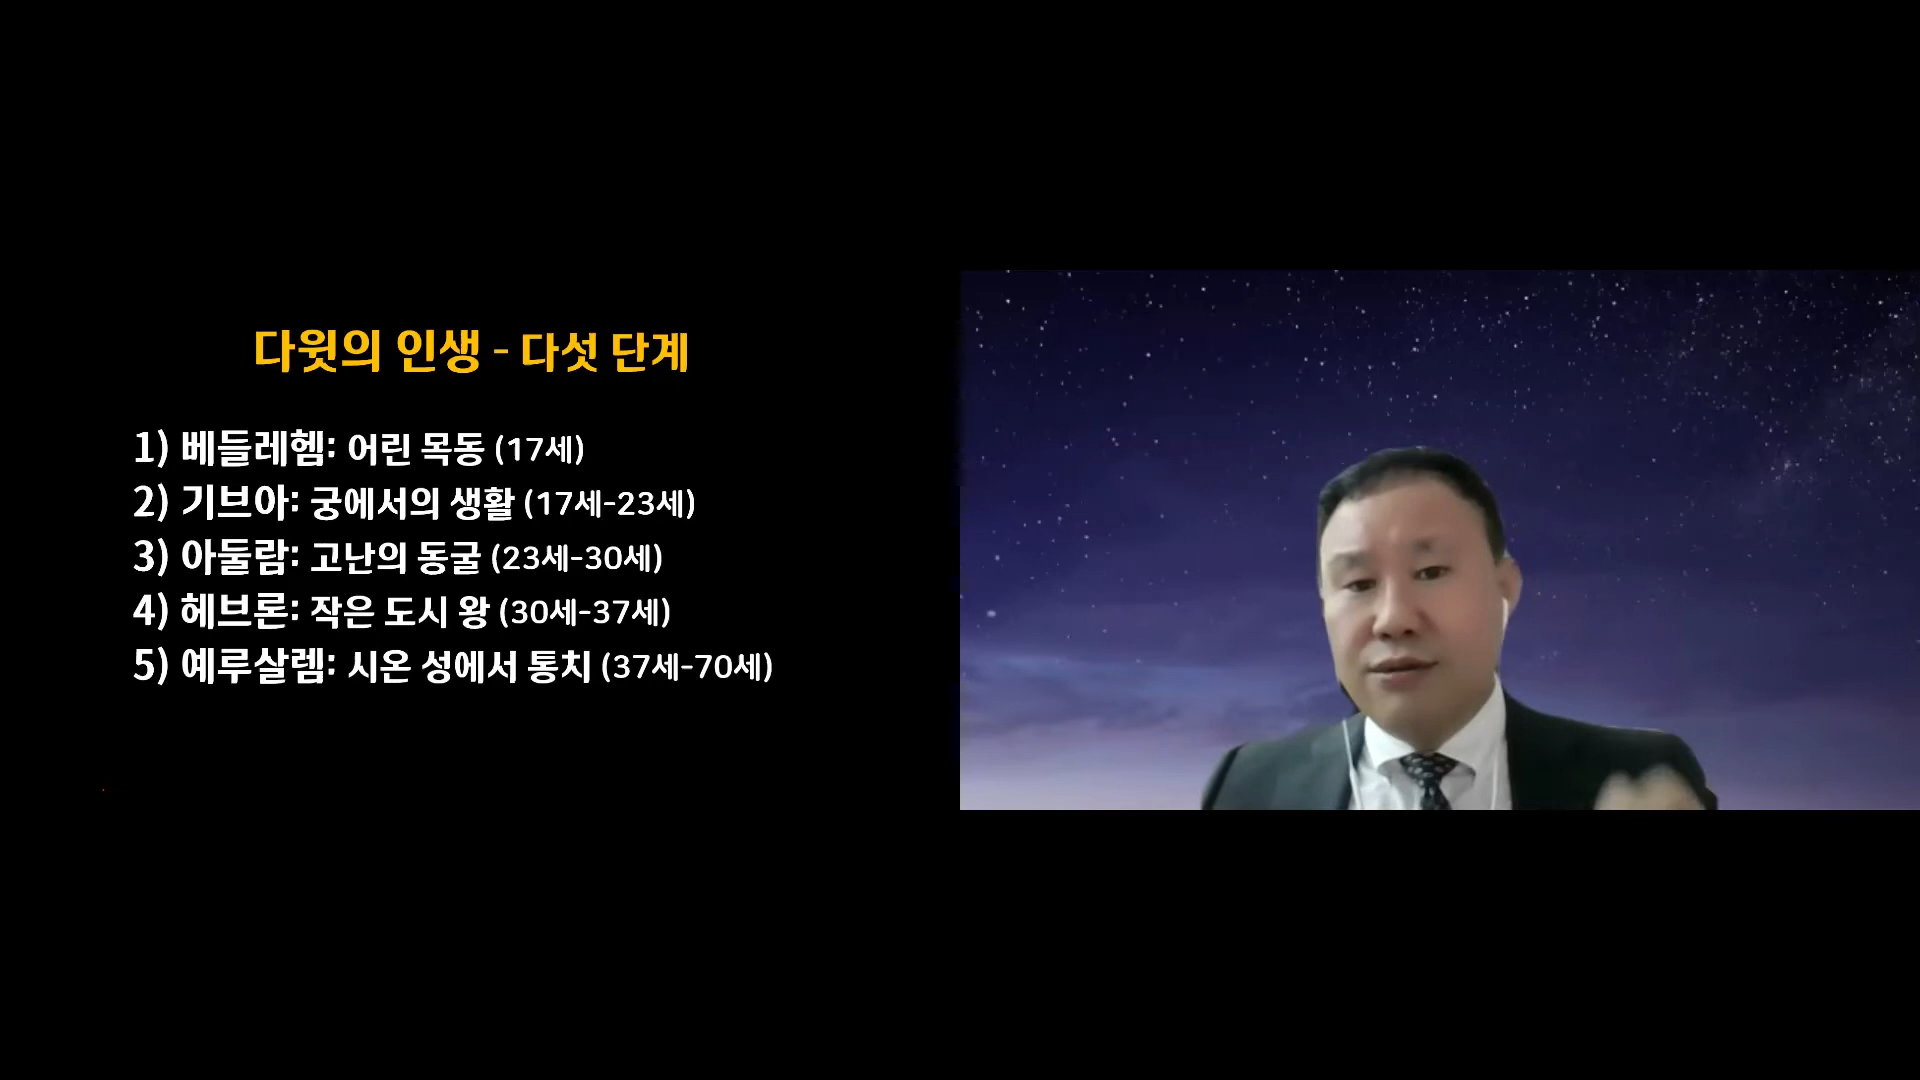 다윗의 인생 - 다섯 단계
1) 베들레헴: 어린 목동 (17세)
2) 기브아: 궁에서의 생활 (17세-23세)
3) 아둘람: 고난의 동굴 (23세-30세)
4) 헤브론: 작은 도시 왕 (30세-37세)
5) 예루살렘: 시온 성에서 통치 (37세-70세)